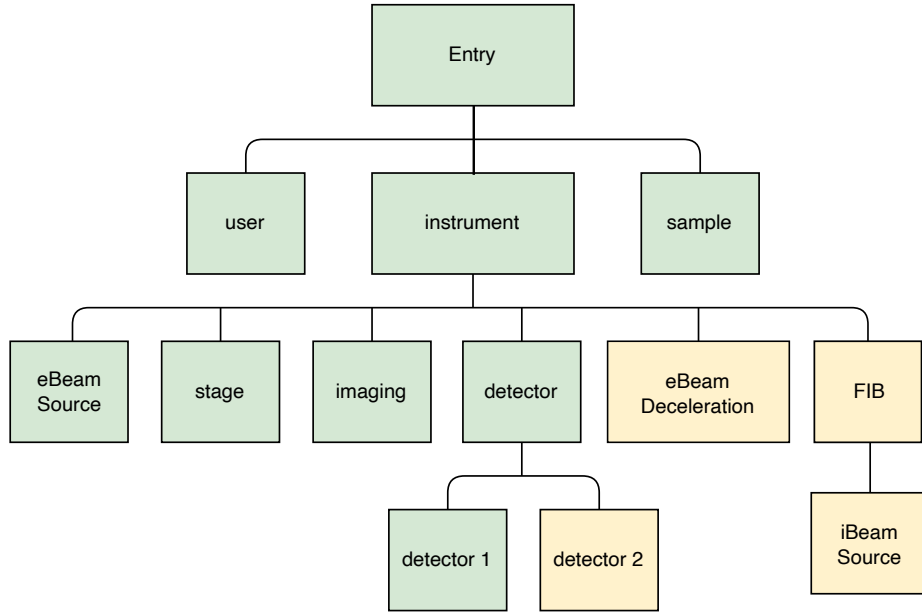 Entry
user
instrument
sample
eBeam
Source
stage
imaging
detector
eBeam
Deceleration
FIB
detector 1
detector 2
iBeam
Source